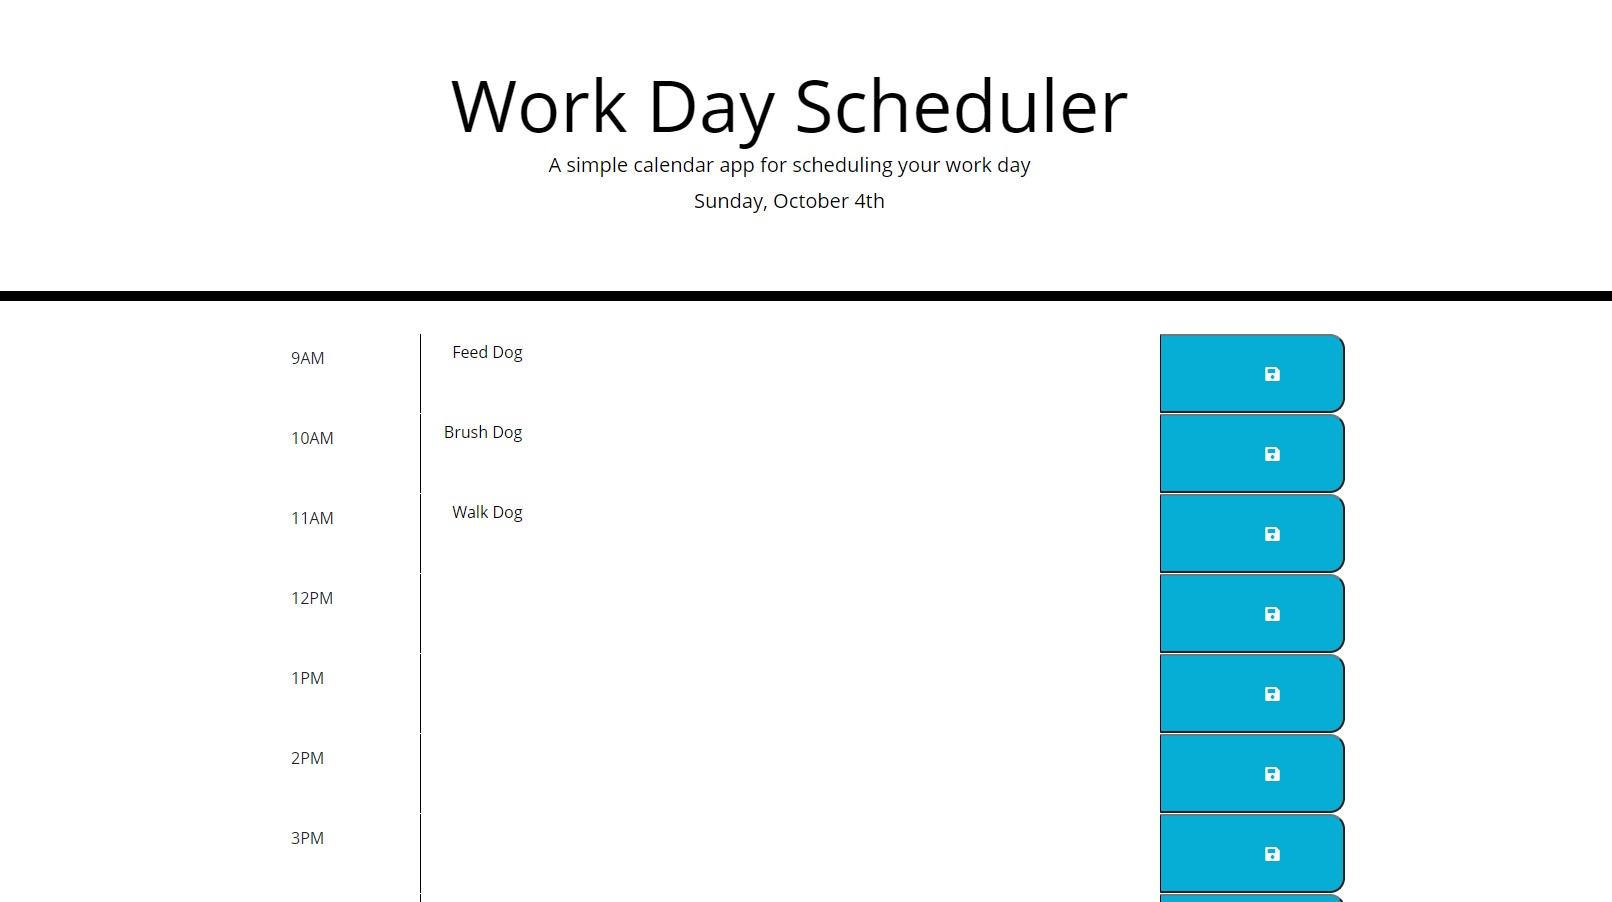 Work Day Scheduler
A simple calendar app for scheduling your work day
Sunday, October 4th
9AM
Feed Dog
10AM
Brush Dog
11AM
Walk Dog
12PM
1PM
2PM
3PM